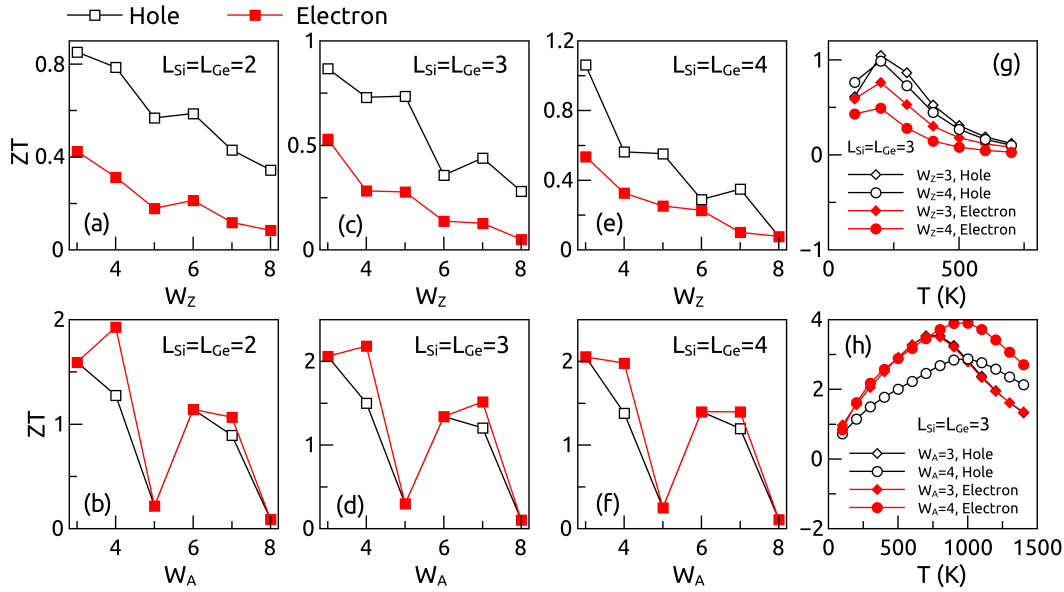 Hole Electron
ZT
0.8
0.4
0
L_Si=L_Ge=2
(a)
4 6 8
W_Z
1
0.5
0
L_Si=L_Ge=3
(c)
4 6 8
W_Z
1.2
0.8
0.4
0
L_Si=L_Ge=4
(e)
4 6 8
W_Z
1
0
−1
(g)
L_Si=L_Ge=3
W_Z=3, Hole
W_Z=4, Hole
W_Z=3, Electron
W_Z=4, Electron
500
T (K)
ZT
2
1
0
L_Si=L_Ge=2
(b)
4 6 8
W_A
2
1
0
L_Si=L_Ge=3
(d)
4 6 8
W_A
2
1
0
L_Si=L_Ge=4
(f)
4 6 8
W_A
4
2
0
−2
(h)
L_Si=L_Ge=3
W_A=3, Hole
W_A=4, Hole
W_A=3, Electron
W_A=4, Electron
0 500 1000 1500
T (K)